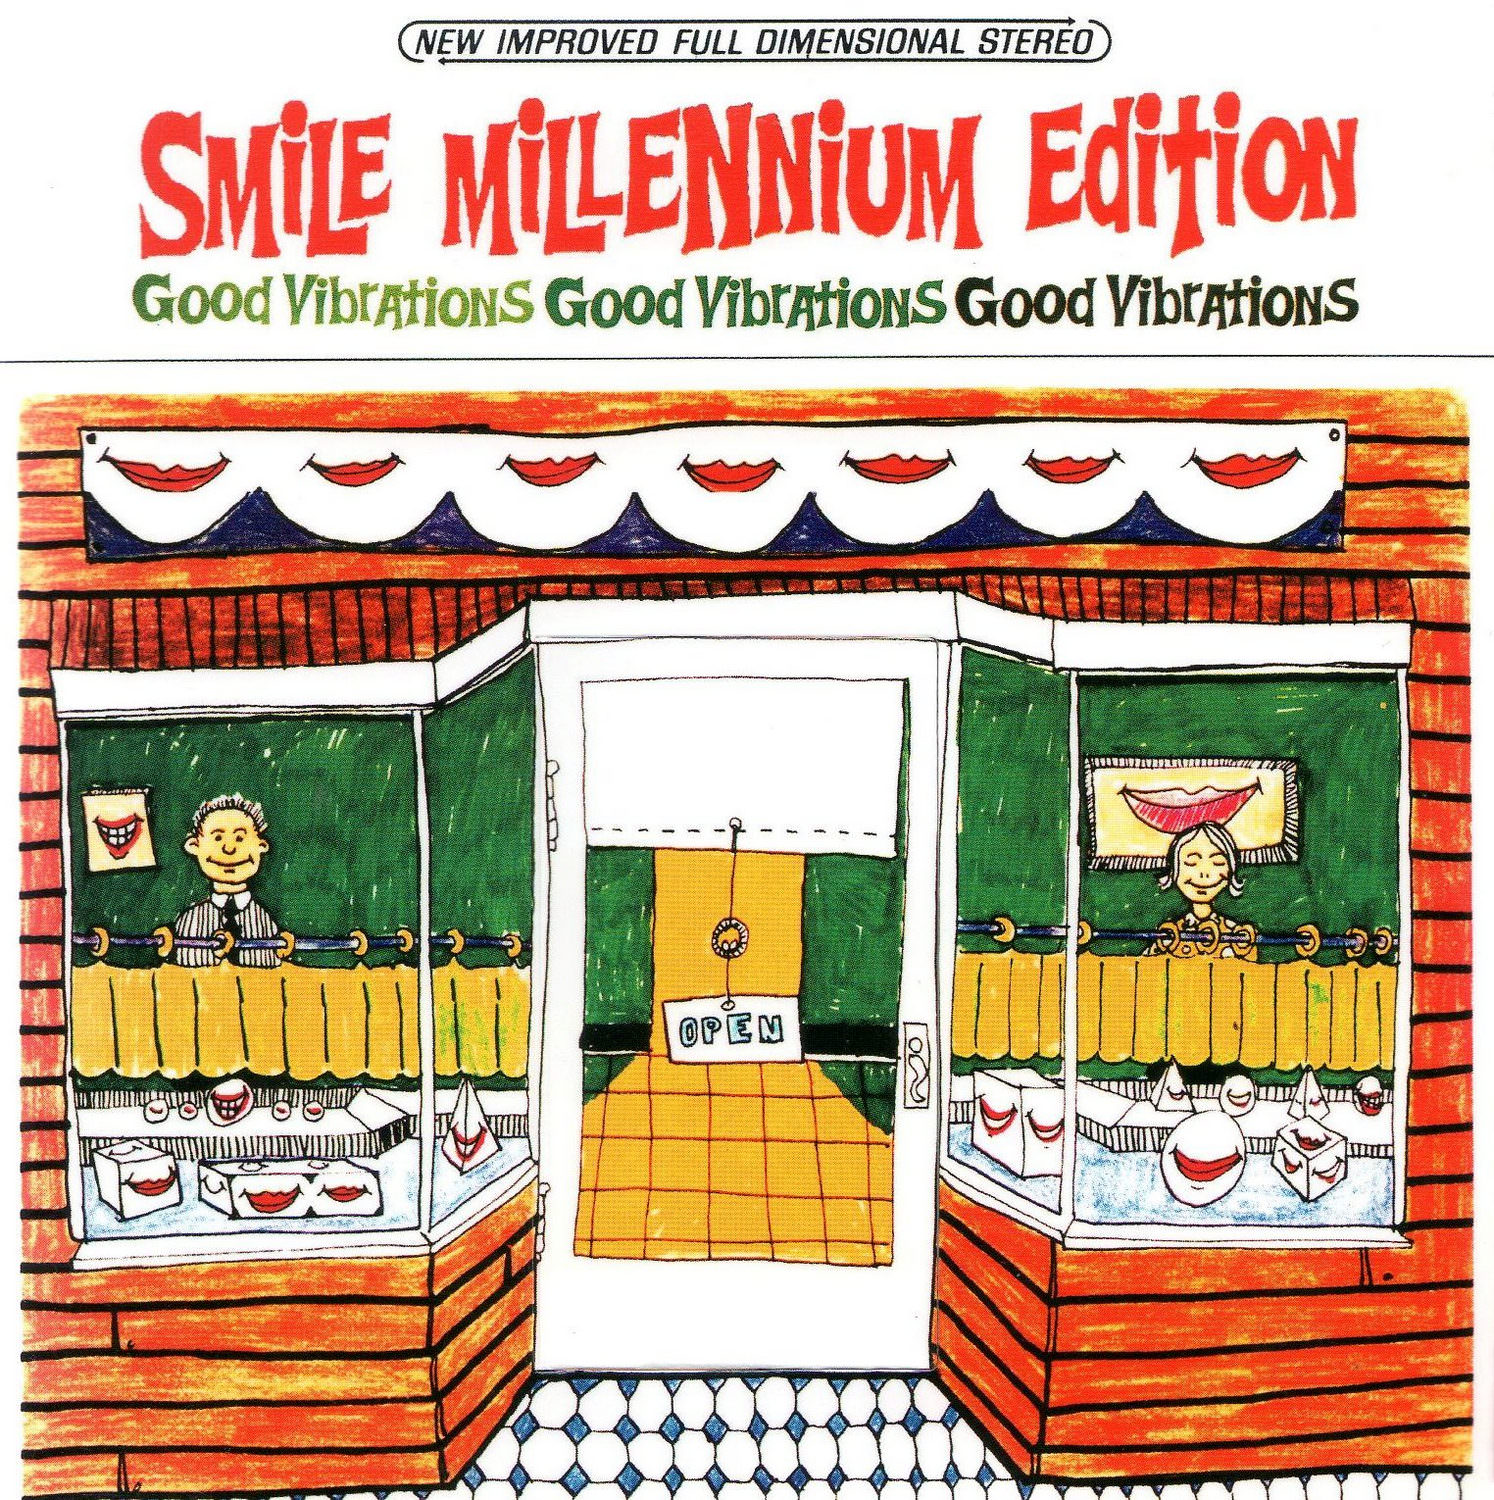 NEW IMPROVED FULL DIMENSIONAL STEREO
SMiLE MiLLENNiUM EditiON
Good VibrAtioNS Good VibrAtioNS Good VibrAtioNS
OPEN